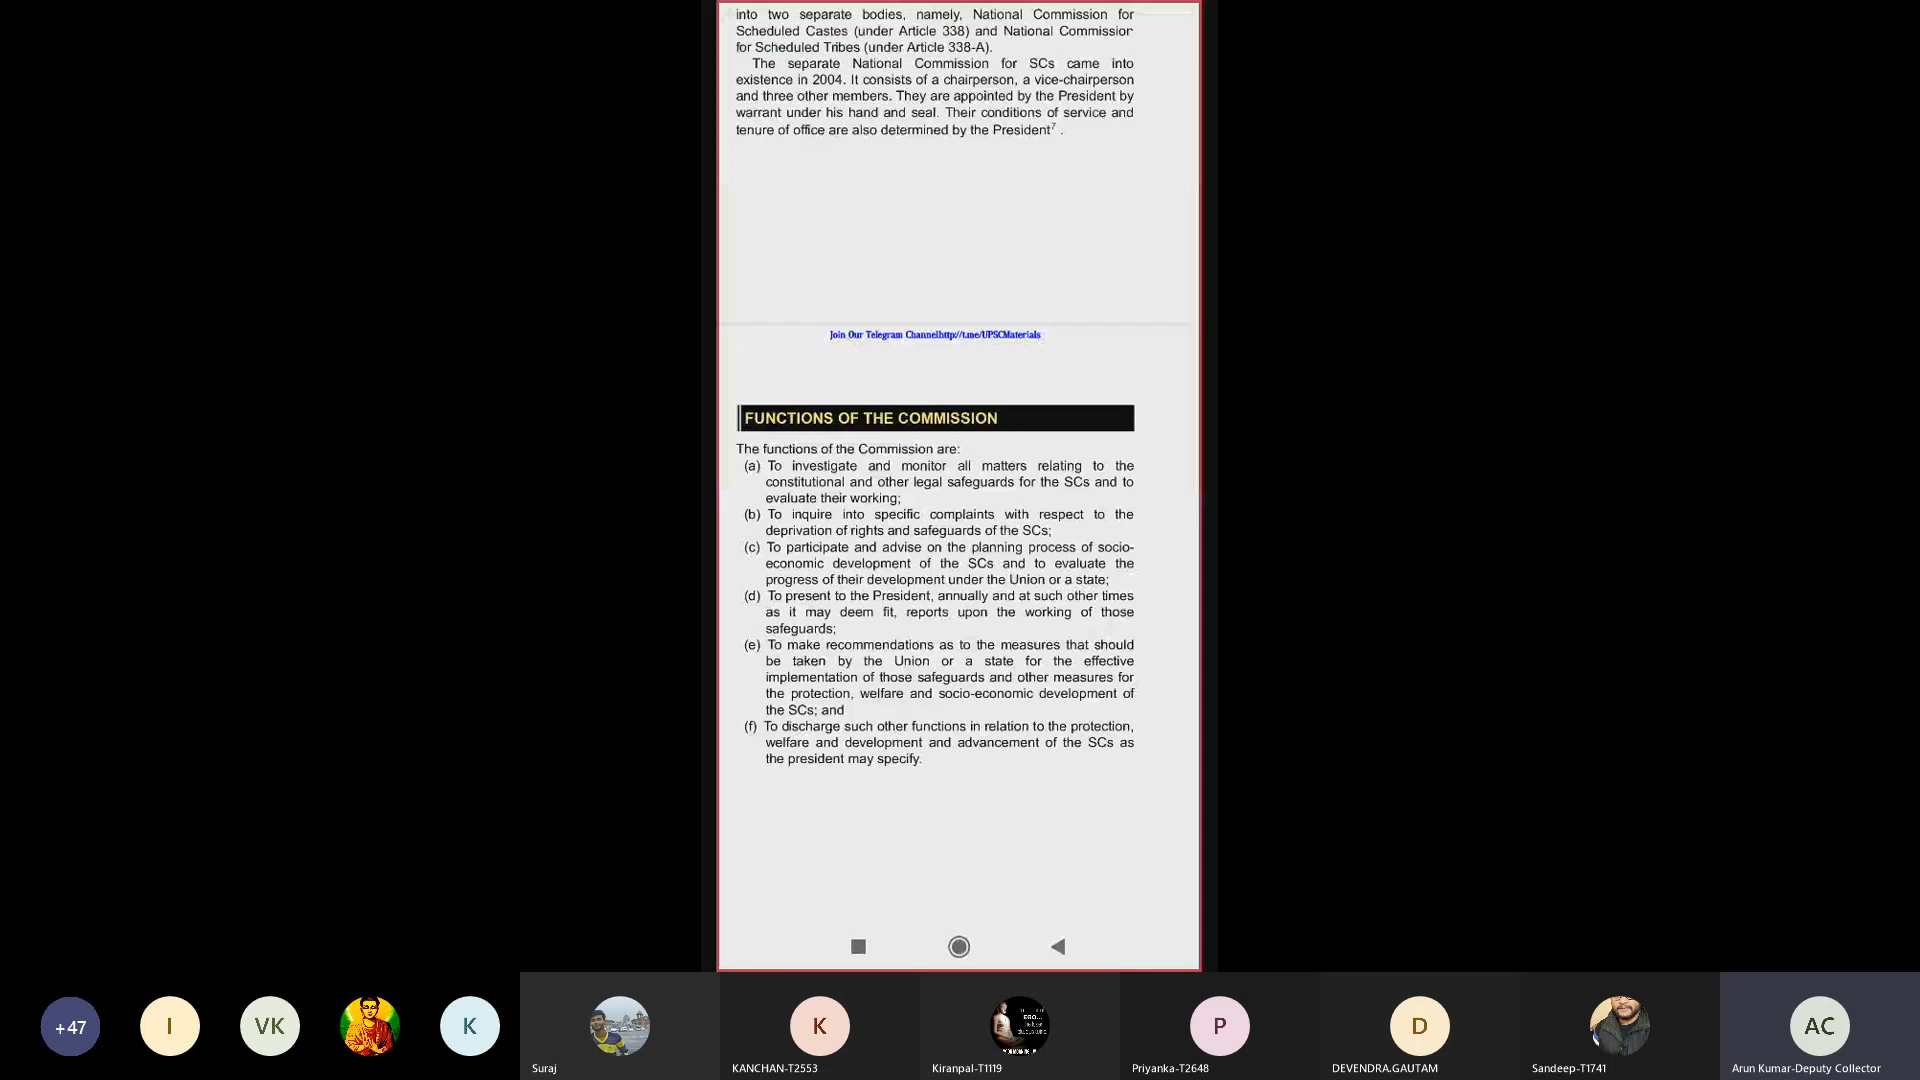 into two separate bodies, namely, National Commission for
Scheduled Castes (under Article 338) and National Commission
for Scheduled Tribes (under Article 338-A).
The separate National Commission for SCs came into
existence in 2004. It consists of a chairperson, a vice-chairperson
and three other members. They are appointed by the President by
warrant under his hand and seal. Their conditions of service and
tenure of office are also determined by the President7 .
Join Our Telegram Channelhttp://t.me/UPSCMaterials
FUNCTIONS OF THE COMMISSION
The functions of the Commission are:
(a) To investigate and monitor all matters relating to the
constitutional and other legal safeguards for the SCs and to
evaluate their working;
(b) To inquire into specific complaints with respect to the
deprivation of rights and safeguards of the SCs;
(c) To participate and advise on the planning process of socio-
economic development of the SCs and to evaluate the
progress of their development under the Union or a state;
(d) To present to the President, annually and at such other times
as it may deem fit, reports upon the working of those
safeguards;
(e) To make recommendations as to the measures that should
be taken by the Union or a state for the effective
implementation of those safeguards and other measures for
the protection, welfare and socio-economic development of
the SCs; and
(f) To discharge such other functions in relation to the protection,
welfare and development and advancement of the SCs as
the president may specify.
+47
I
VK
K
K
EGO...
P
D
AC
Suraj
KANCHAN-T2553
Kiranpal-T1119
Priyanka-T2648
DEVENDRA.GAUTAM
Sandeep-T1741
Arun Kumar-Deputy Collector